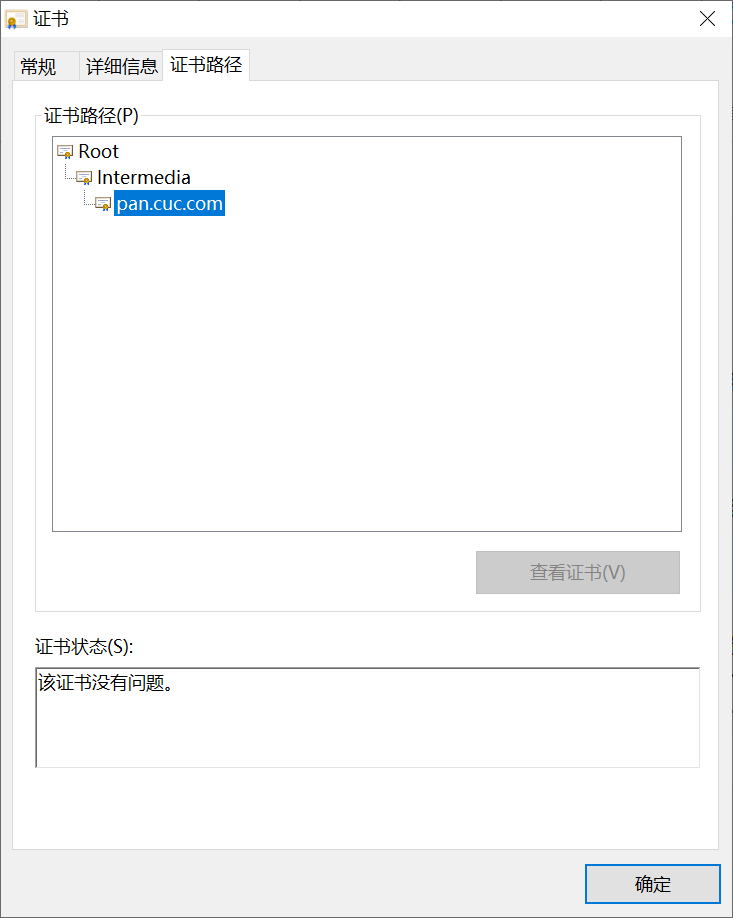 证书
常规 详细信息 证书路径
证书路径(P)
Root
Intermedia
pan.cuc.com
查看证书(V)
证书状态(S):
该证书没有问题。
确定